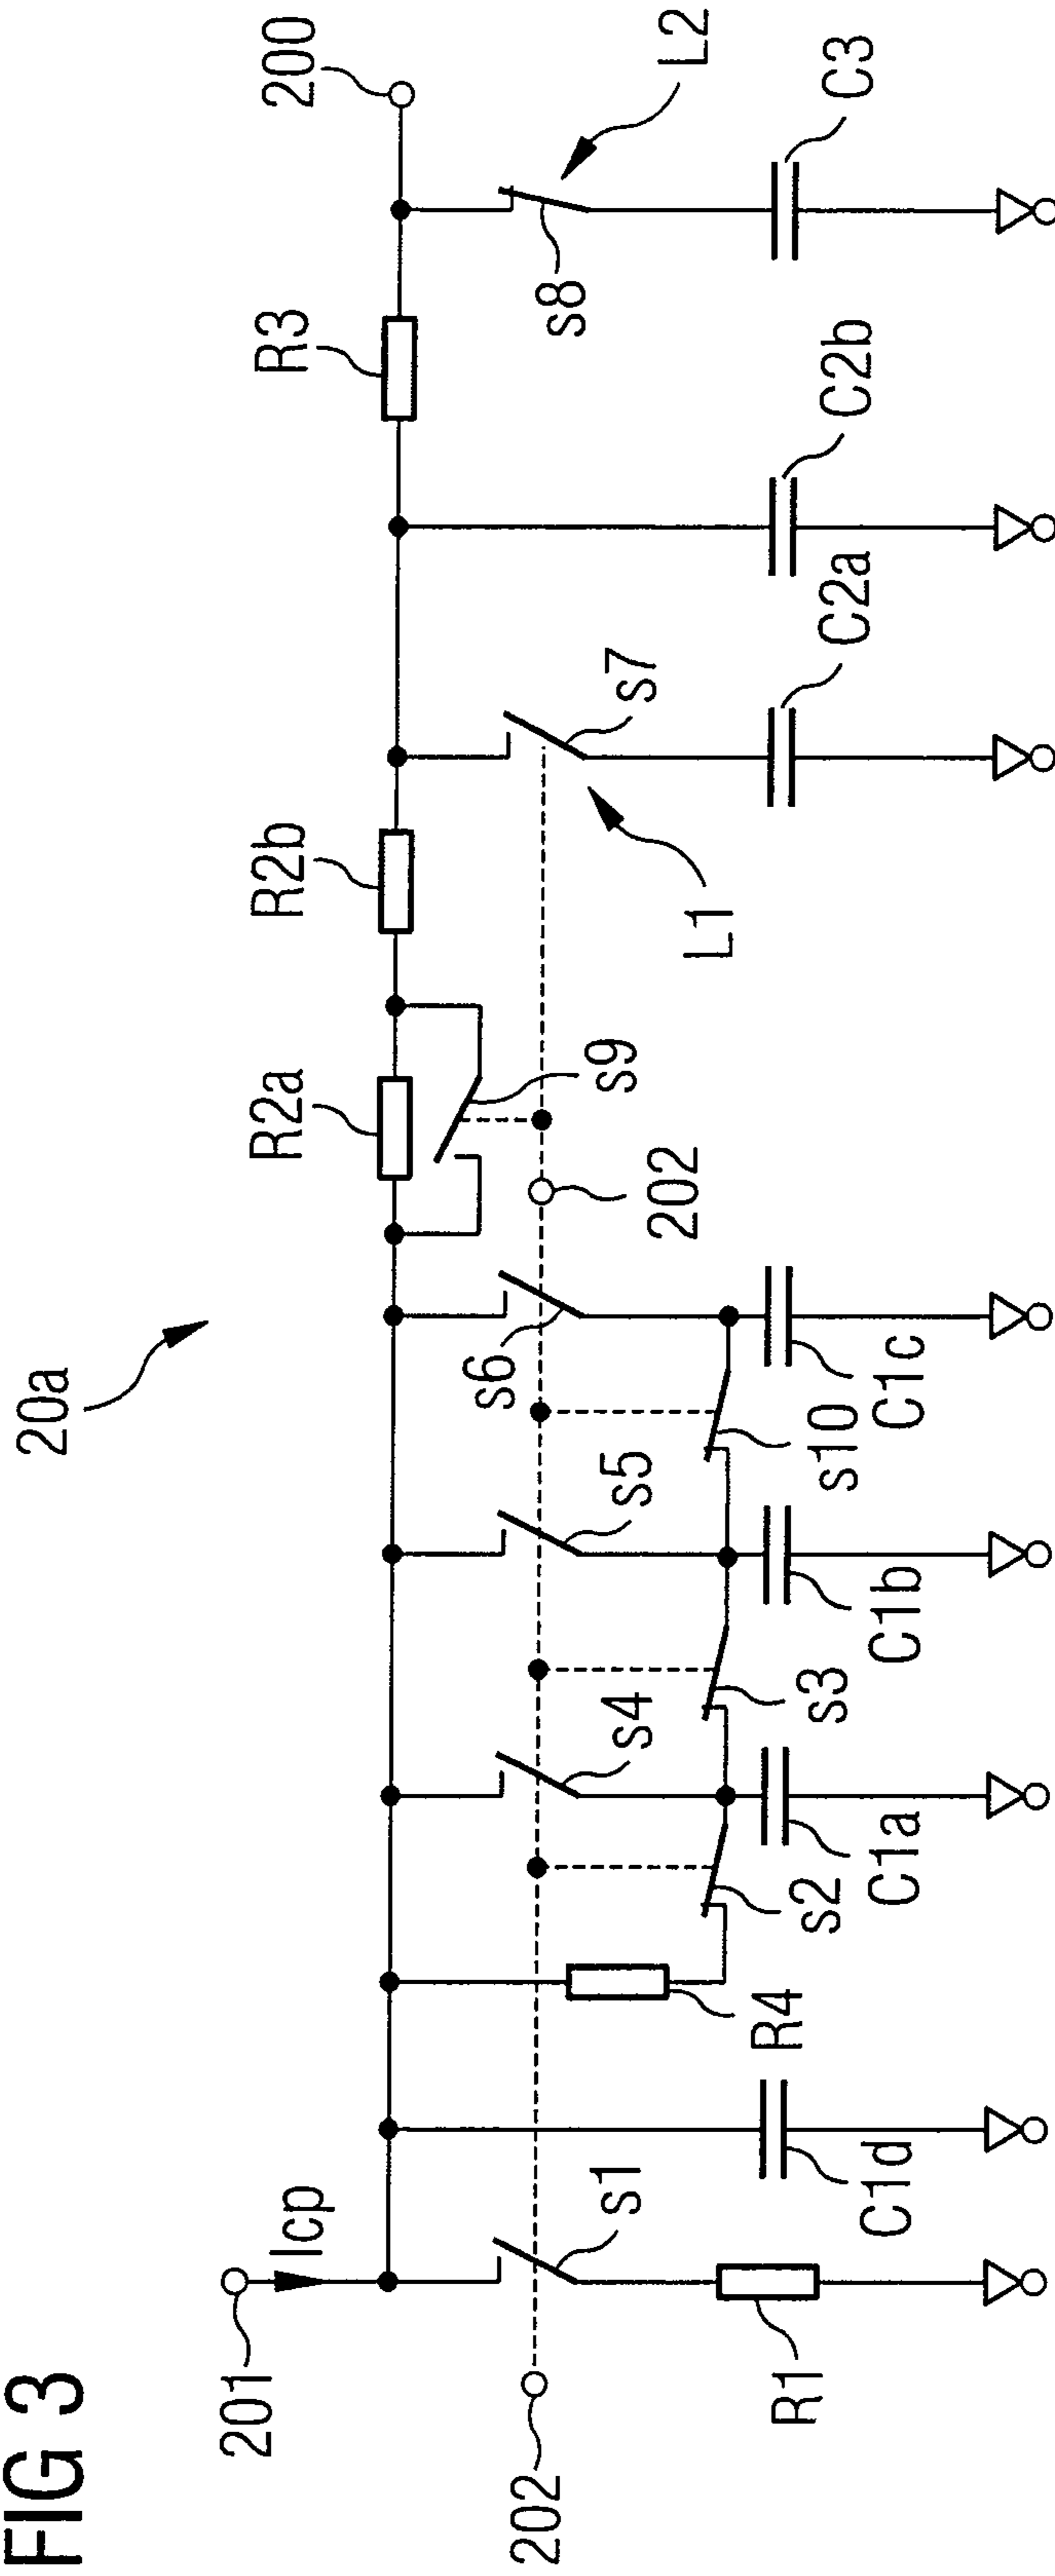 FIG 3
20a
201
Icp
R2a
R2b
R3
200
202
s1
s4
s5
s6
202
s9
s7
L1
s8
L2
R1
C1d
R4
s2
C1a
s3
C1b
s10
C1c
C2a
C2b
C3